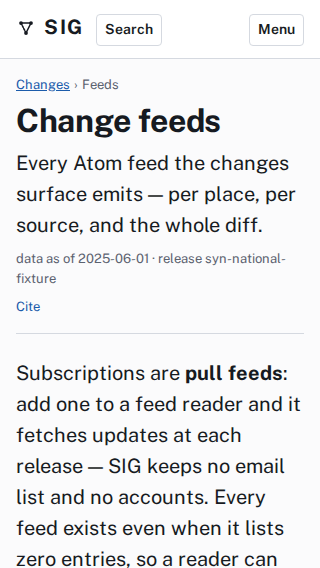 SIG
Search
Menu
Changes › Feeds
Change feeds
Every Atom feed the changes
surface emits — per place, per
source, and the whole diff.
data as of 2025-06-01 · release syn-national-
fixture
Cite
Subscriptions are pull feeds:
add one to a feed reader and it
fetches updates at each
release — SIG keeps no email
list and no accounts. Every
feed exists even when it lists
zero entries, so a reader can